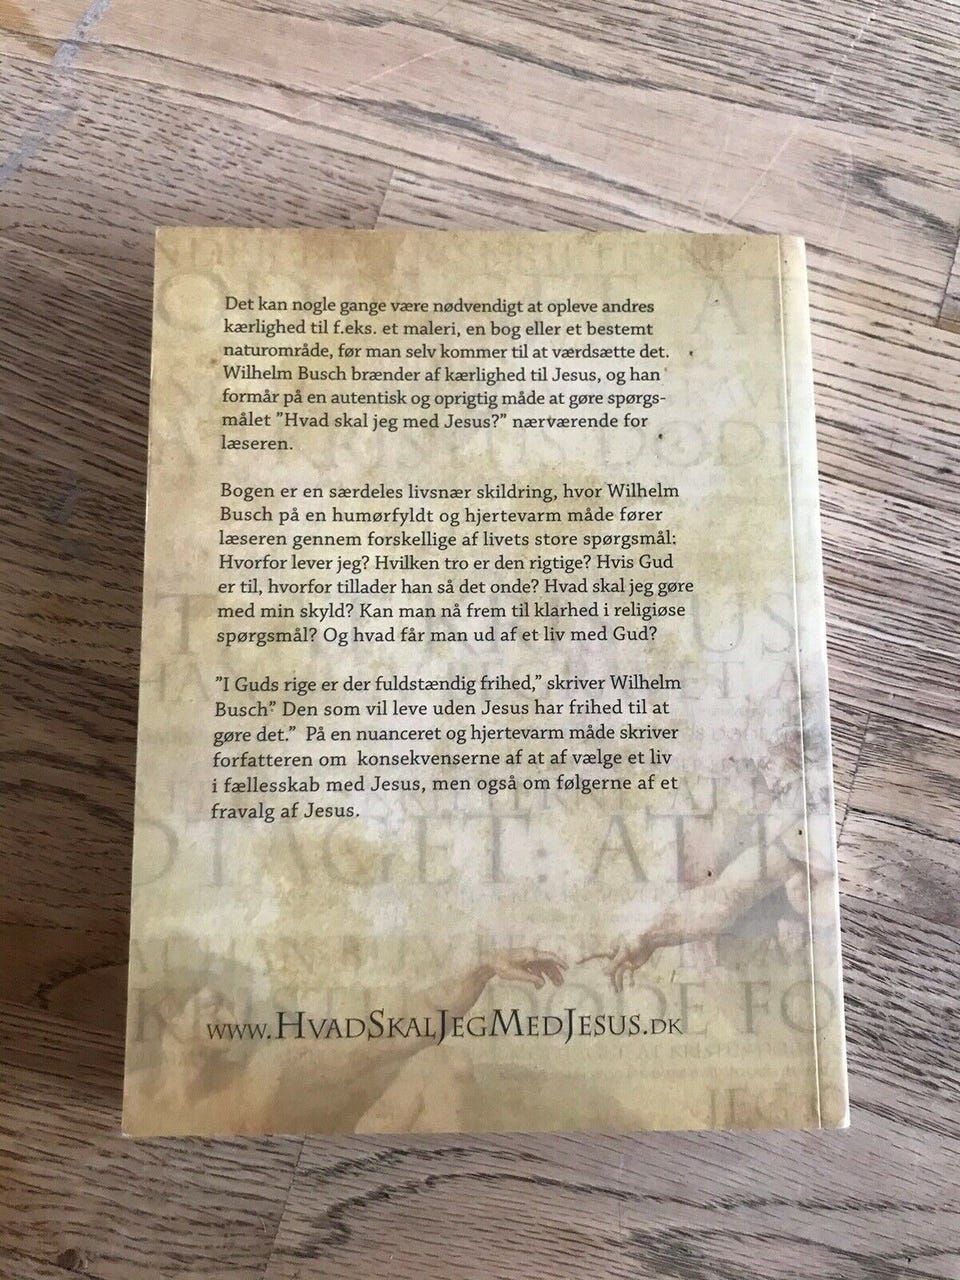 Det kan nogle gange være nødvendigt at opleve andres
kærlighed til f.eks. et maleri, en bog eller et bestemt
naturområde, før man selv kommer til at værdsætte det.
Wilhelm Busch brænder af kærlighed til Jesus, og han
formår på en autentisk og oprigtig måde at gøre spørgs-
målet ”Hvad skal jeg med Jesus?” nærværende for
læseren.
Bogen er en særdeles livsnær skildring, hvor Wilhelm
Busch på en humørfyldt og hjertevarm måde fører
læseren gennem forskellige af livets store spørgsmål:
Hvorfor lever jeg? Hvilken tro er den rigtige? Hvis Gud
er til, hvorfor tillader han så det onde? Hvad skal jeg gøre
med min skyld? Kan man nå frem til klarhed i religiøse
spørgsmål? Og hvad får man ud af et liv med Gud?
”I Guds rige er der fuldstændig frihed,” skriver Wilhelm
Busch” Den som vil leve uden Jesus har frihed til at
gøre det.” På en nuanceret og hjertevarm måde skriver
forfatteren om konsekvenserne af at af vælge et liv
i fællesskab med Jesus, men også om følgerne af et
fravalg af Jesus.
DTAGET: AT K
KRISTUS DØDE FO
www.HvadSkalJegMedJesus.dk